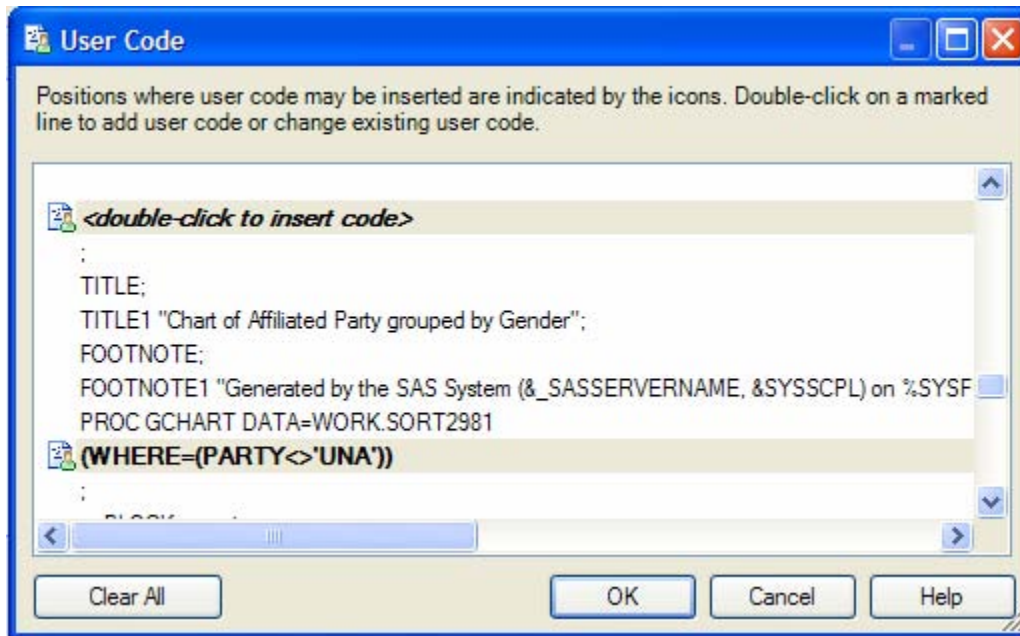 User Code
Positions where user code may be inserted are indicated by the icons. Double-click on a marked
line to add user code or change existing user code.
<double-click to insert code>
;
TITLE;
TITLE1 "Chart of Affiliated Party grouped by Gender";
FOOTNOTE;
FOOTNOTE1 "Generated by the SAS System (&_SASSERVERNAME, &SYSSCPL) on %SYSF
PROC GCHART DATA=WORK.SORT2981
(WHERE=(PARTY<>'UNA'))
;
Clear All
OK
Cancel
Help